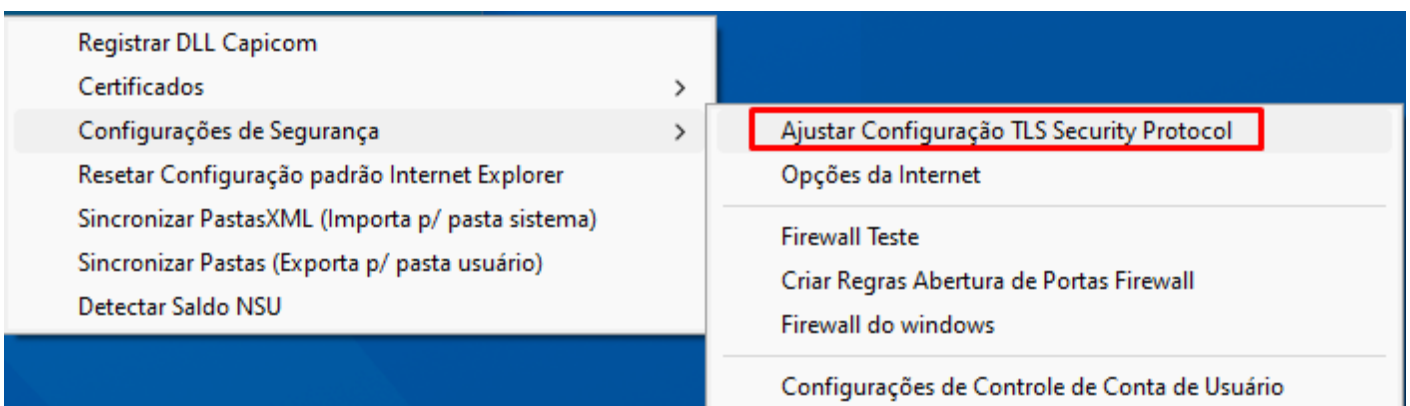 Registrar DLL Capicom
Certificados
Configurações de Segurança
Resetar Configuração padrão Internet Explorer
Sincronizar PastasXML (Importa p/ pasta sistema)
Sincronizar Pastas (Exporta p/ pasta usuário)
Detectar Saldo NSU
Ajustar Configuração TLS Security Protocol
Opções da Internet
Firewall Teste
Criar Regras Abertura de Portas Firewall
Firewall do windows
Configurações de Controle de Conta de Usuário